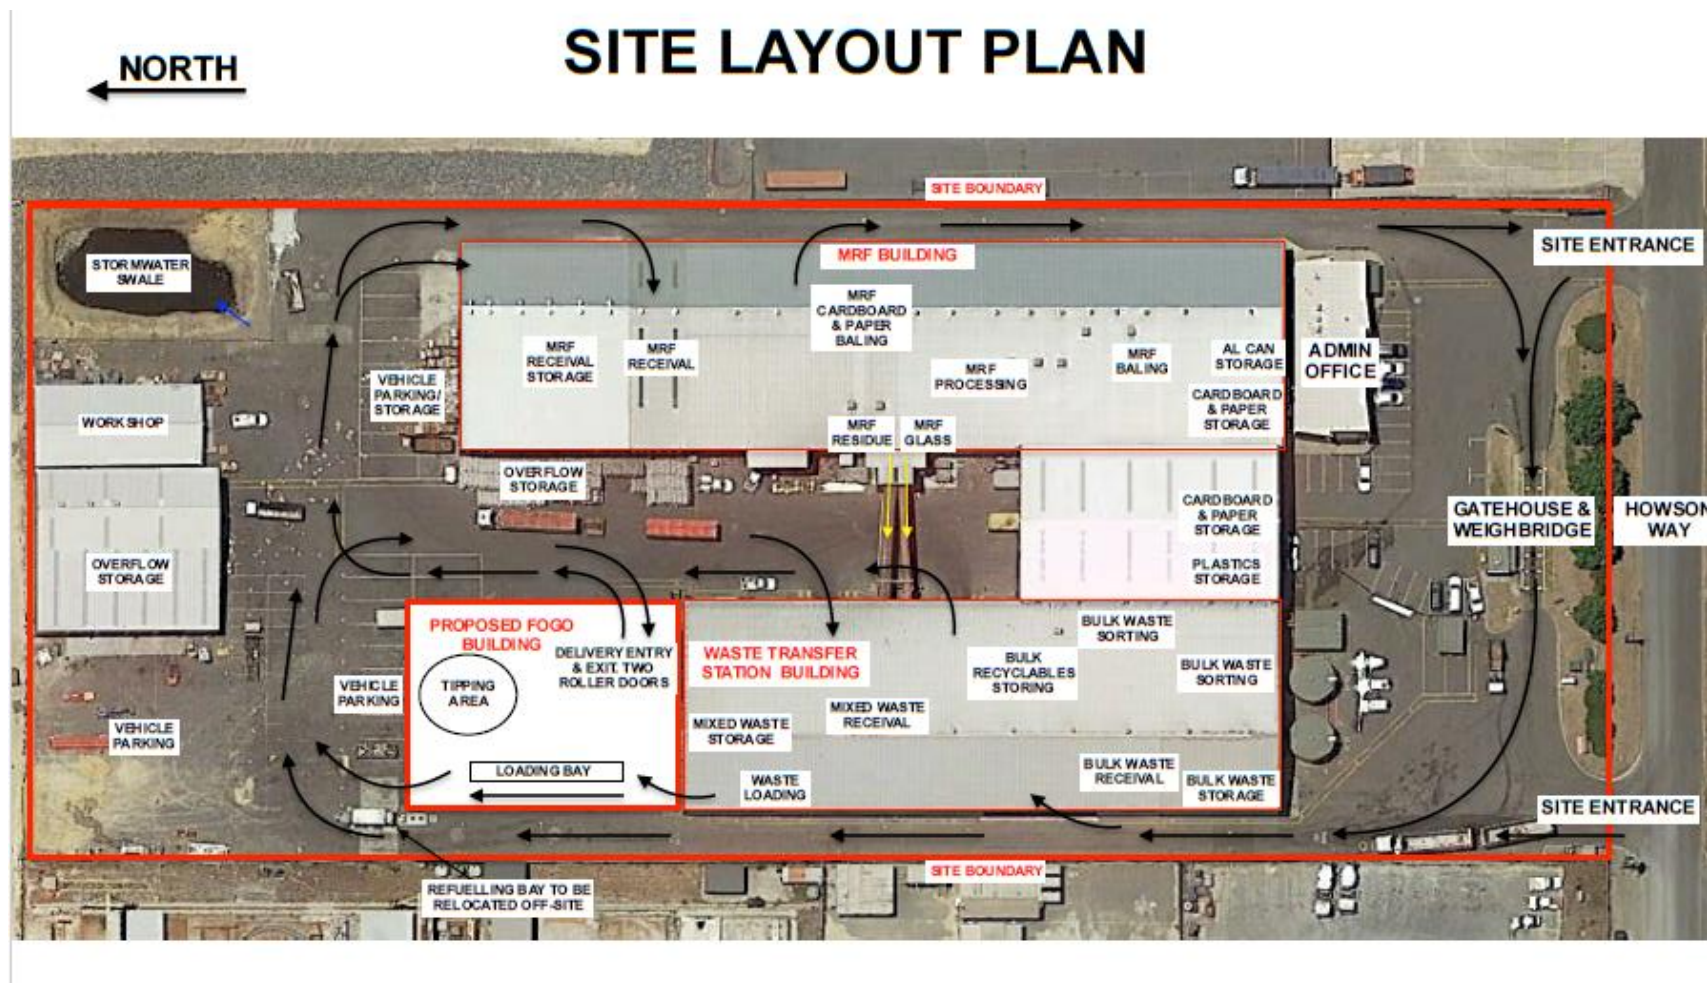 SITE LAYOUT PLAN
NORTH
SITE BOUNDARY
STORMWATER
SWALE
MRF BUILDING
SITE ENTRANCE
MRF
CARDBOARD
& PAPER
BALING
MRF
RECEIVAL
STORAGE
MRF
RECEIVAL
MRF
PROCESSING
MRF
BALING
AL CAN
STORAGE
ADMIN
OFFICE
VEHICLE
PARKING/
STORAGE
CARDBOARD
& PAPER
STORAGE
WORKSHOP
MRF
RESIDUE
MRF
GLASS
OVERFLOW
STORAGE
CARDBOARD
& PAPER
STORAGE
GATEHOUSE &
WEIGHBRIDGE
HOWSON
WAY
OVERFLOW
STORAGE
PLASTICS
STORAGE
PROPOSED FOGO
BUILDING
DELIVERY ENTRY
& EXIT. TWO
ROLLER DOORS
WASTE TRANSFER
STATION BUILDING
BULK WASTE
SORTING
BULK
RECYCLABLES
STORING
BULK WASTE
SORTING
TIPPING
AREA
VEHICLE
PARKING
VEHICLE
PARKING
MIXED WASTE
STORAGE
MIXED WASTE
RECEIVAL
LOADING BAY
WASTE
LOADING
BULK WASTE
RECEIVAL
BULK WASTE
STORAGE
SITE ENTRANCE
SITE BOUNDARY
REFUELLING BAY TO BE
RELOCATED OFF-SITE